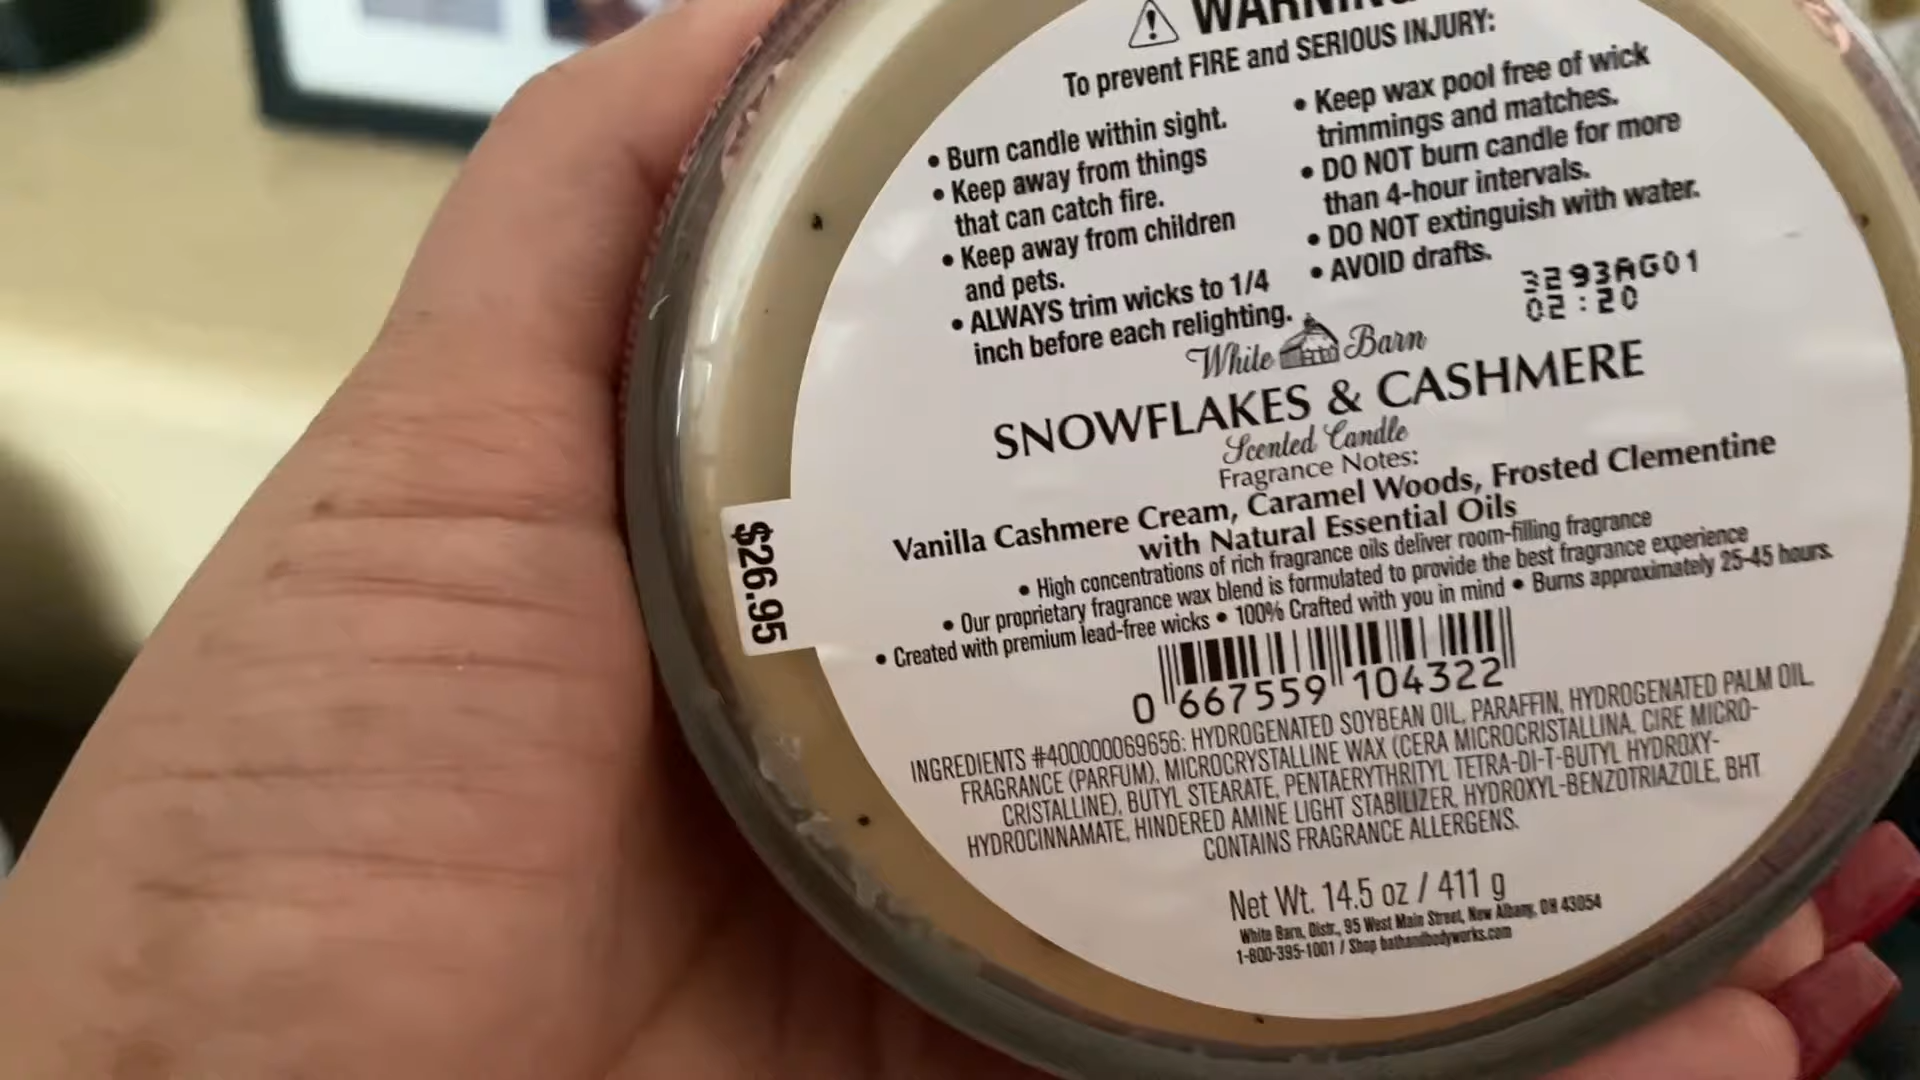 WARNING
To prevent FIRE and SERIOUS INJURY:
• Burn candle within sight.
• Keep away from things
that can catch fire.
• Keep away from children
and pets.
• ALWAYS trim wicks to 1/4
inch before each relighting.
• Keep wax pool free of wick
trimmings and matches.
• DO NOT burn candle for more
than 4-hour intervals.
• DO NOT extinguish with water.
• AVOID drafts.
3293AG01
02:20
White Barn
SNOWFLAKES & CASHMERE
Scented Candle
Fragrance Notes:
Vanilla Cashmere Cream, Caramel Woods, Frosted Clementine
with Natural Essential Oils
• High concentrations of rich fragrance oils deliver room-filling fragrance
• Our proprietary fragrance wax blend is formulated to provide the best fragrance experience
• Created with premium lead-free wicks • 100% Crafted with you in mind • Burns approximately 25-45 hours.
$26.95
0 667559 104322
INGREDIENTS #400000069656: HYDROGENATED SOYBEAN OIL, PARAFFIN, HYDROGENATED PALM OIL,
FRAGRANCE (PARFUM), MICROCRYSTALLINE WAX (CERA MICROCRISTALLINA, CIRE MICRO-
CRISTALLINE), BUTYL STEARATE, PENTAERYTHRITYL TETRA-DI-T-BUTYL HYDROXY-
HYDROCINNAMATE, HINDERED AMINE LIGHT STABILIZER, HYDROXYL-BENZOTRIAZOLE, BHT
CONTAINS FRAGRANCE ALLERGENS.
Net Wt. 14.5 oz / 411 g
White Barn, Distr., 95 West Main Street, New Albany, OH 43054
1-800-395-1001 / Shop bathandbodyworks.com